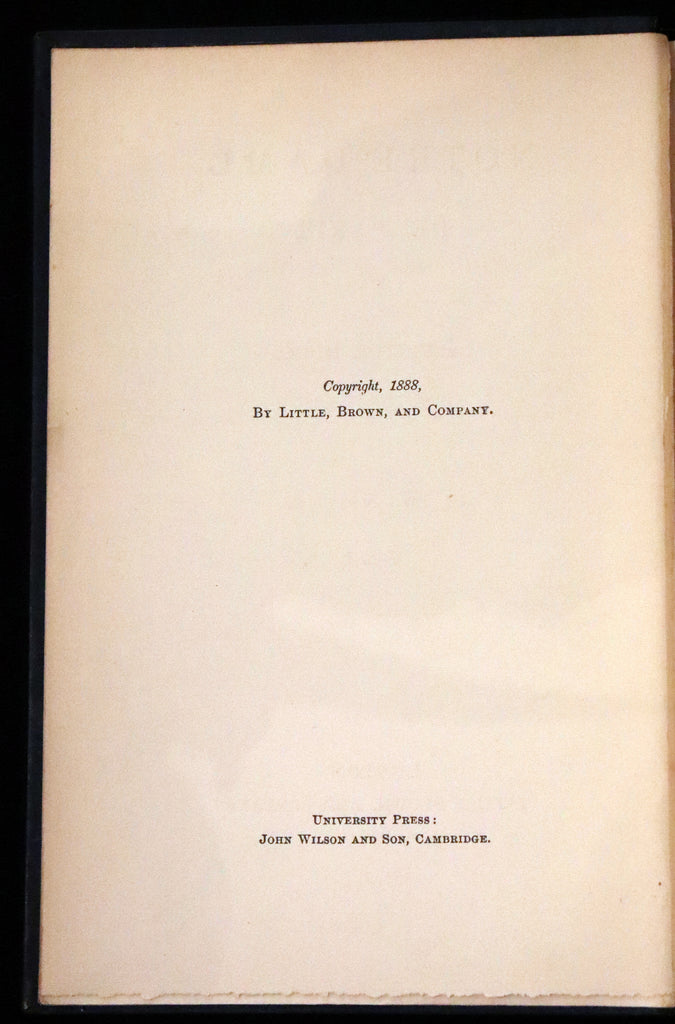 Copyright, 1888,
By Little, Brown, and Company.
University Press:
John Wilson and Son, Cambridge.